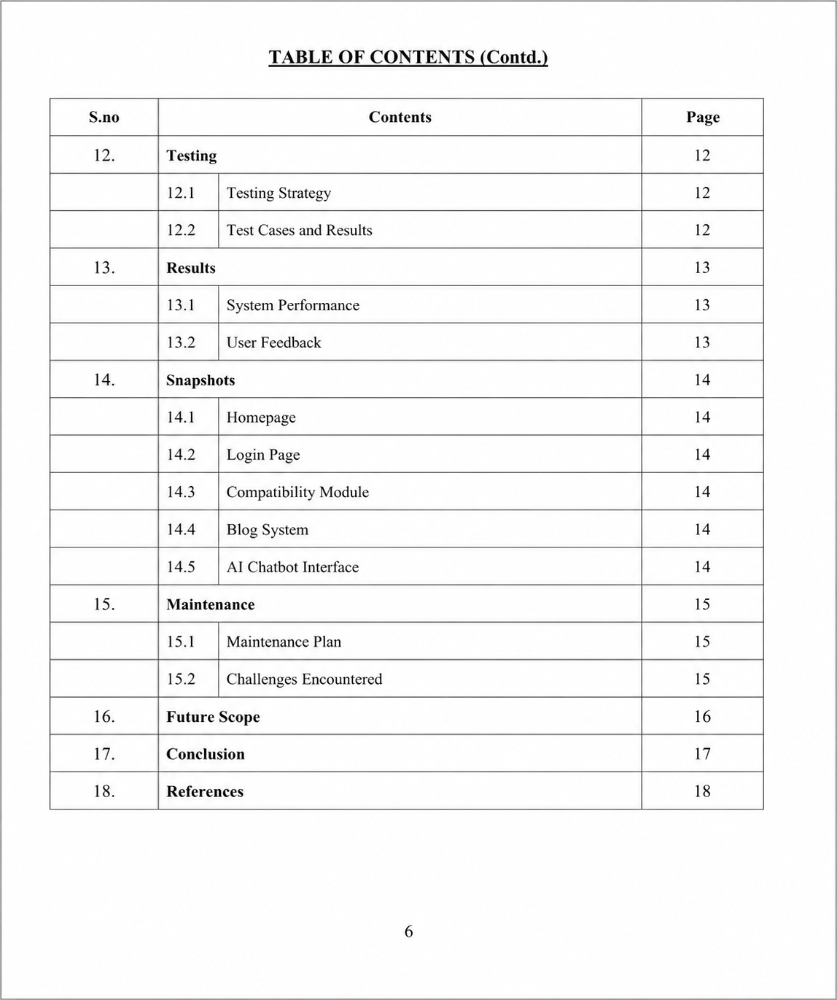 TABLE OF CONTENTS (Contd.)
S.no Contents Page
12. Testing 12
12.1 Testing Strategy 12
12.2 Test Cases and Results 12
13. Results 13
13.1 System Performance 13
13.2 User Feedback 13
14. Snapshots 14
14.1 Homepage 14
14.2 Login Page 14
14.3 Compatibility Module 14
14.4 Blog System 14
14.5 AI Chatbot Interface 14
15. Maintenance 15
15.1 Maintenance Plan 15
15.2 Challenges Encountered 15
16. Future Scope 16
17. Conclusion 17
18. References 18
6